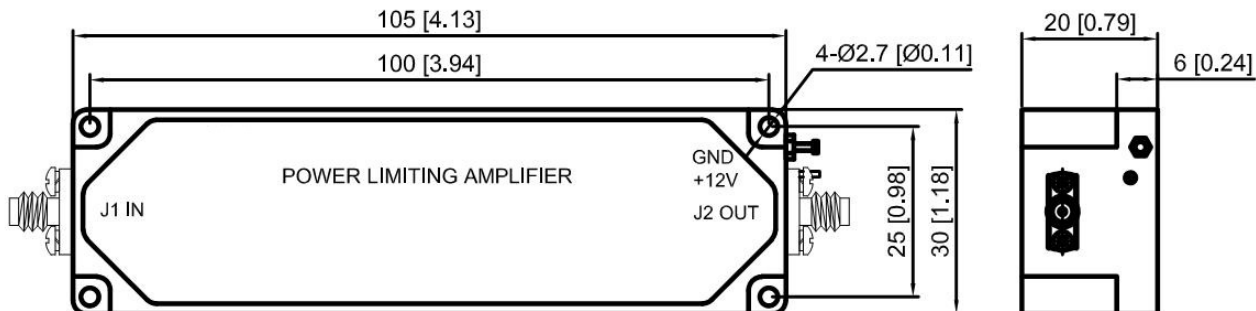 105 [4.13]
20 [0.79]
100 [3.94]
4-Ø2.7 [Ø0.11]
6 [0.24]
POWER LIMITING AMPLIFIER
GND
+12V
J1 IN
J2 OUT
25 [0.98]
30 [1.18]